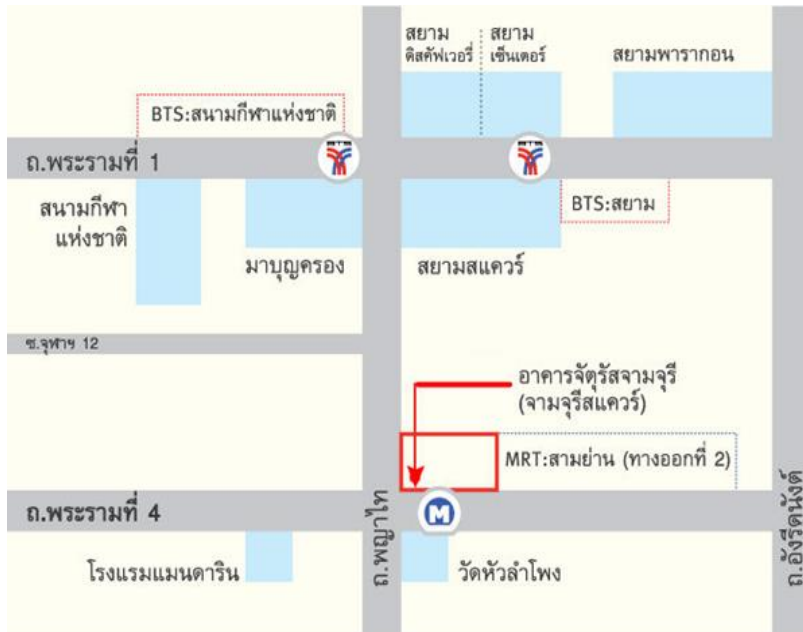 สยาม
ดิสคัฟเวอรี่
สยาม
เซ็นเตอร์
สยามพารากอน
BTS:สนามกีฬาแห่งชาติ
ถ.พระรามที่ 1
สนามกีฬา
แห่งชาติ
มาบุญครอง
สยามสแควร์
BTS:สยาม
ซ.จุฬาฯ 12
อาคารจัตุรัสจามจุรี
(จามจุรีสแควร์)
MRT:สามย่าน (ทางออกที่ 2)
ถ.พระรามที่ 4
M
ถ.พญาไท
ถ.อังรีดูนังต์
โรงแรมแมนดาริน
วัดหัวลำโพง